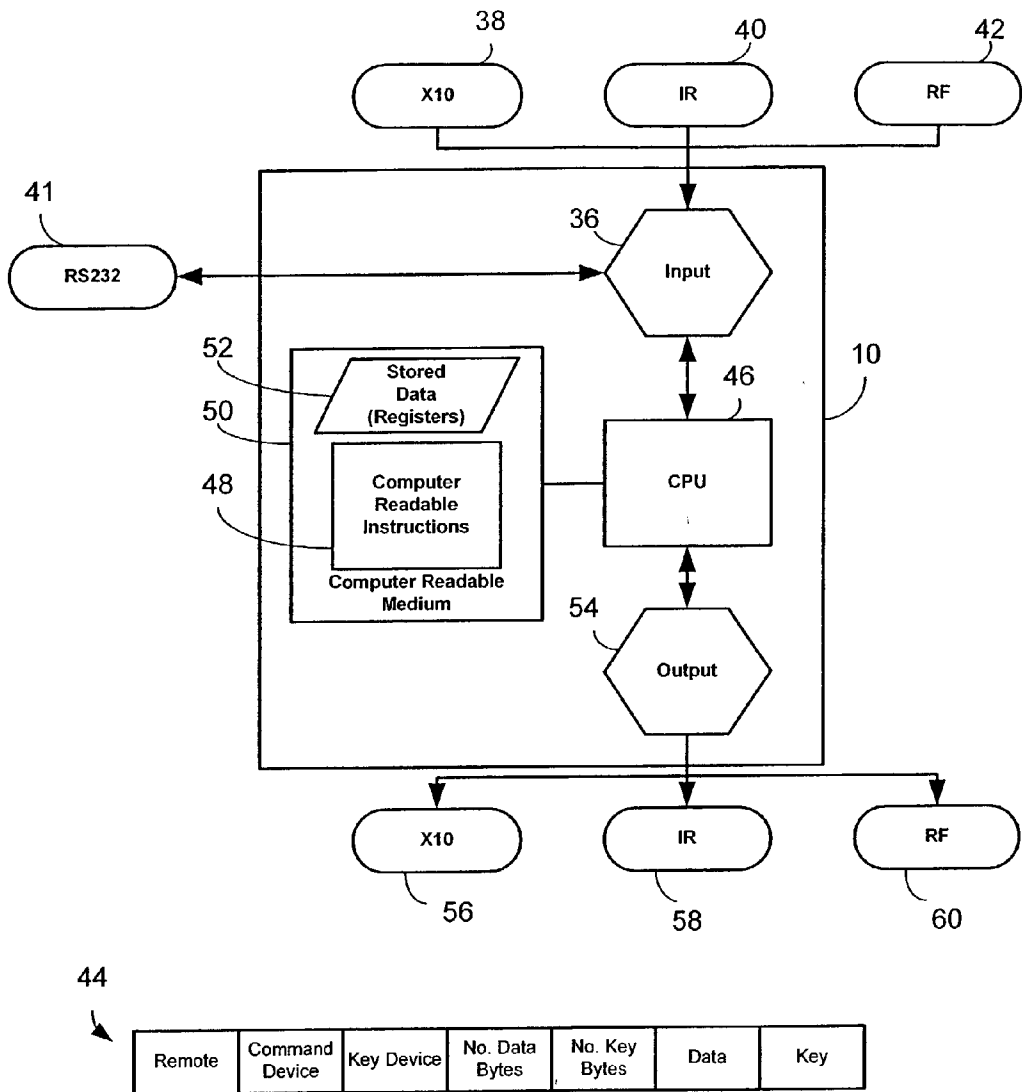 38
40
42
X10
IR
RF
41
36
RS232
Input
10
52
Stored
Data
(Registers)
46
50
48
Computer
Readable
Instructions
CPU
Computer Readable
Medium
54
Output
X10
IR
RF
56
58
60
44
Remote
Command
Device
Key Device
No. Data
Bytes
No. Key
Bytes
Data
Key